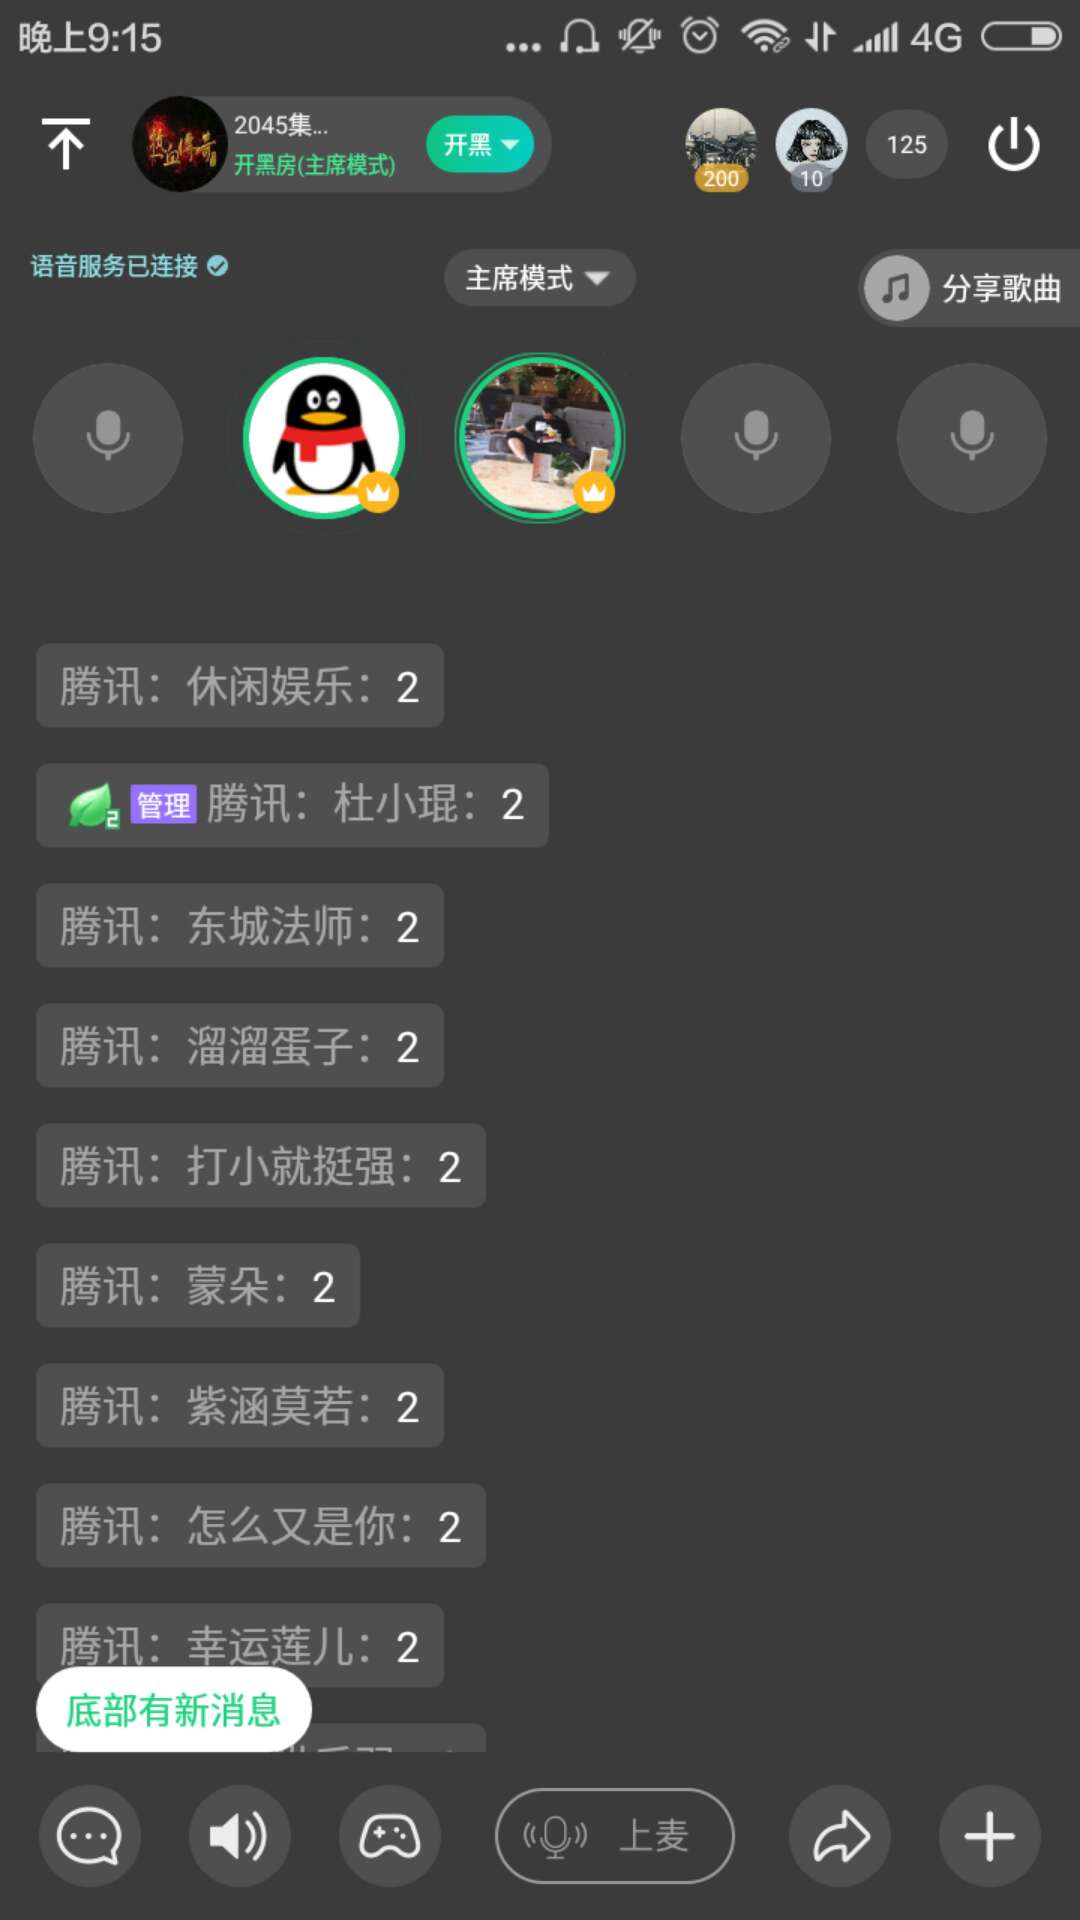 晚上9:15
4G
热血传奇
2045集...
开黑房(主席模式)
开黑
200
10
125
语音服务已连接
主席模式
分享歌曲
腾讯：休闲娱乐：2
2 管理 腾讯：杜小琨：2
腾讯：东城法师：2
腾讯：溜溜蛋子：2
腾讯：打小就挺强：2
腾讯：蒙朵：2
腾讯：紫涵莫若：2
腾讯：怎么又是你：2
腾讯：幸运莲儿：2
底部有新消息
上麦